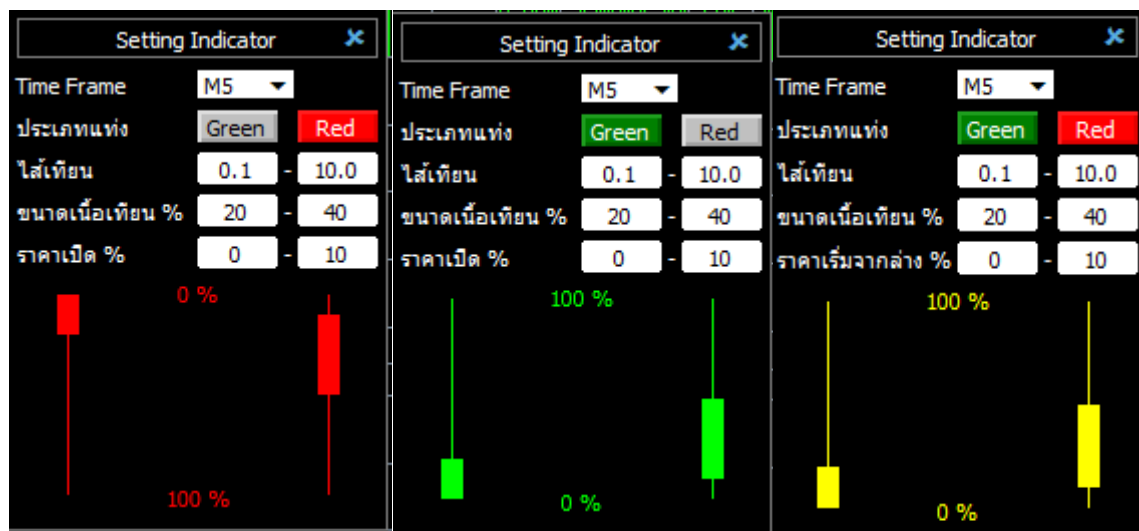 Setting Indicator ×
Time Frame M5
ประเภทแท่ง Green Red
ไส้เทียน 0.1 - 10.0
ขนาดเนื้อเทียน % 20 - 40
ราคาเปิด % 0 - 10
0 %
100 %
Setting Indicator ×
Time Frame M5
ประเภทแท่ง Green Red
ไส้เทียน 0.1 - 10.0
ขนาดเนื้อเทียน % 20 - 40
ราคาเปิด % 0 - 10
100 %
0 %
Setting Indicator ×
Time Frame M5
ประเภทแท่ง Green Red
ไส้เทียน 0.1 - 10.0
ขนาดเนื้อเทียน % 20 - 40
ราคาเริ่มจากล่าง % 0 - 10
100 %
0 %